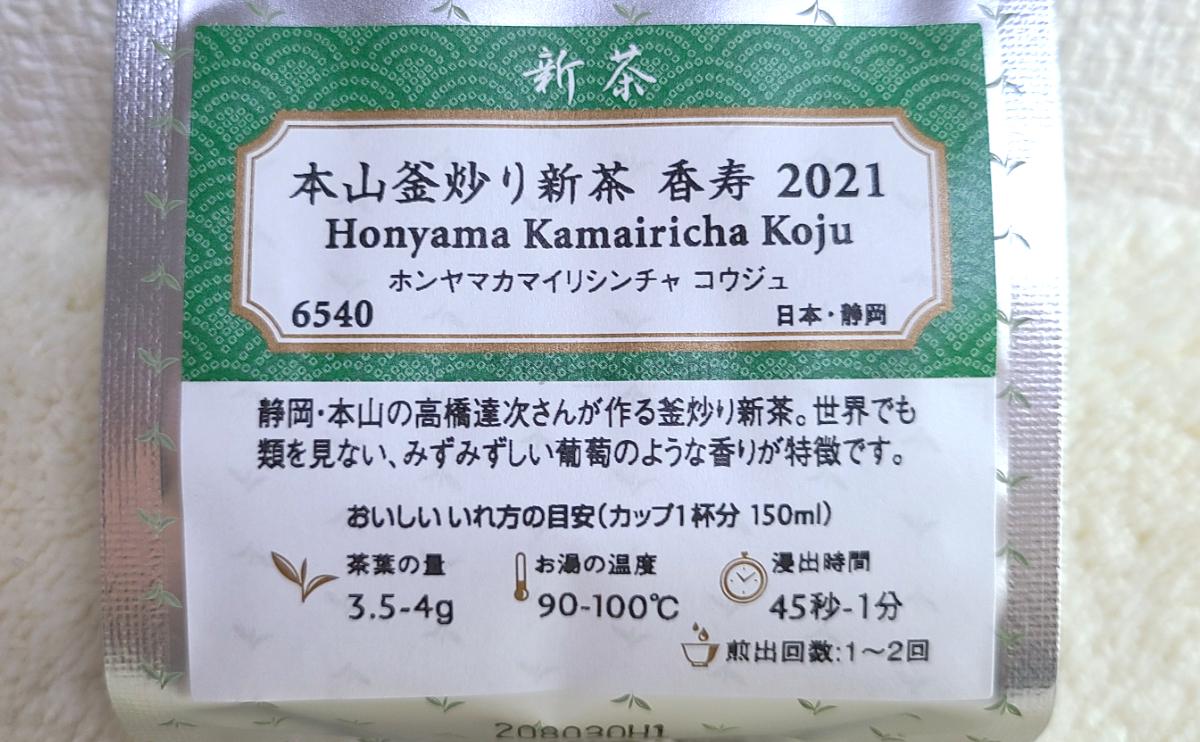 新茶
本山釜炒り新茶 香寿 2021
Honyama Kamairicha Koju
ホンヤマカマイリシンチャ コウジュ
6540 日本・静岡
静岡・本山の高橋達次さんが作る釜炒り新茶。世界でも
類を見ない、みずみずしい葡萄のような香りが特徴です。
おいしいいれ方の目安(カップ1杯分 150ml)
茶葉の量 お湯の温度 浸出時間
3.5-4g 90-100℃ 45秒-1分
煎出回数:1～2回